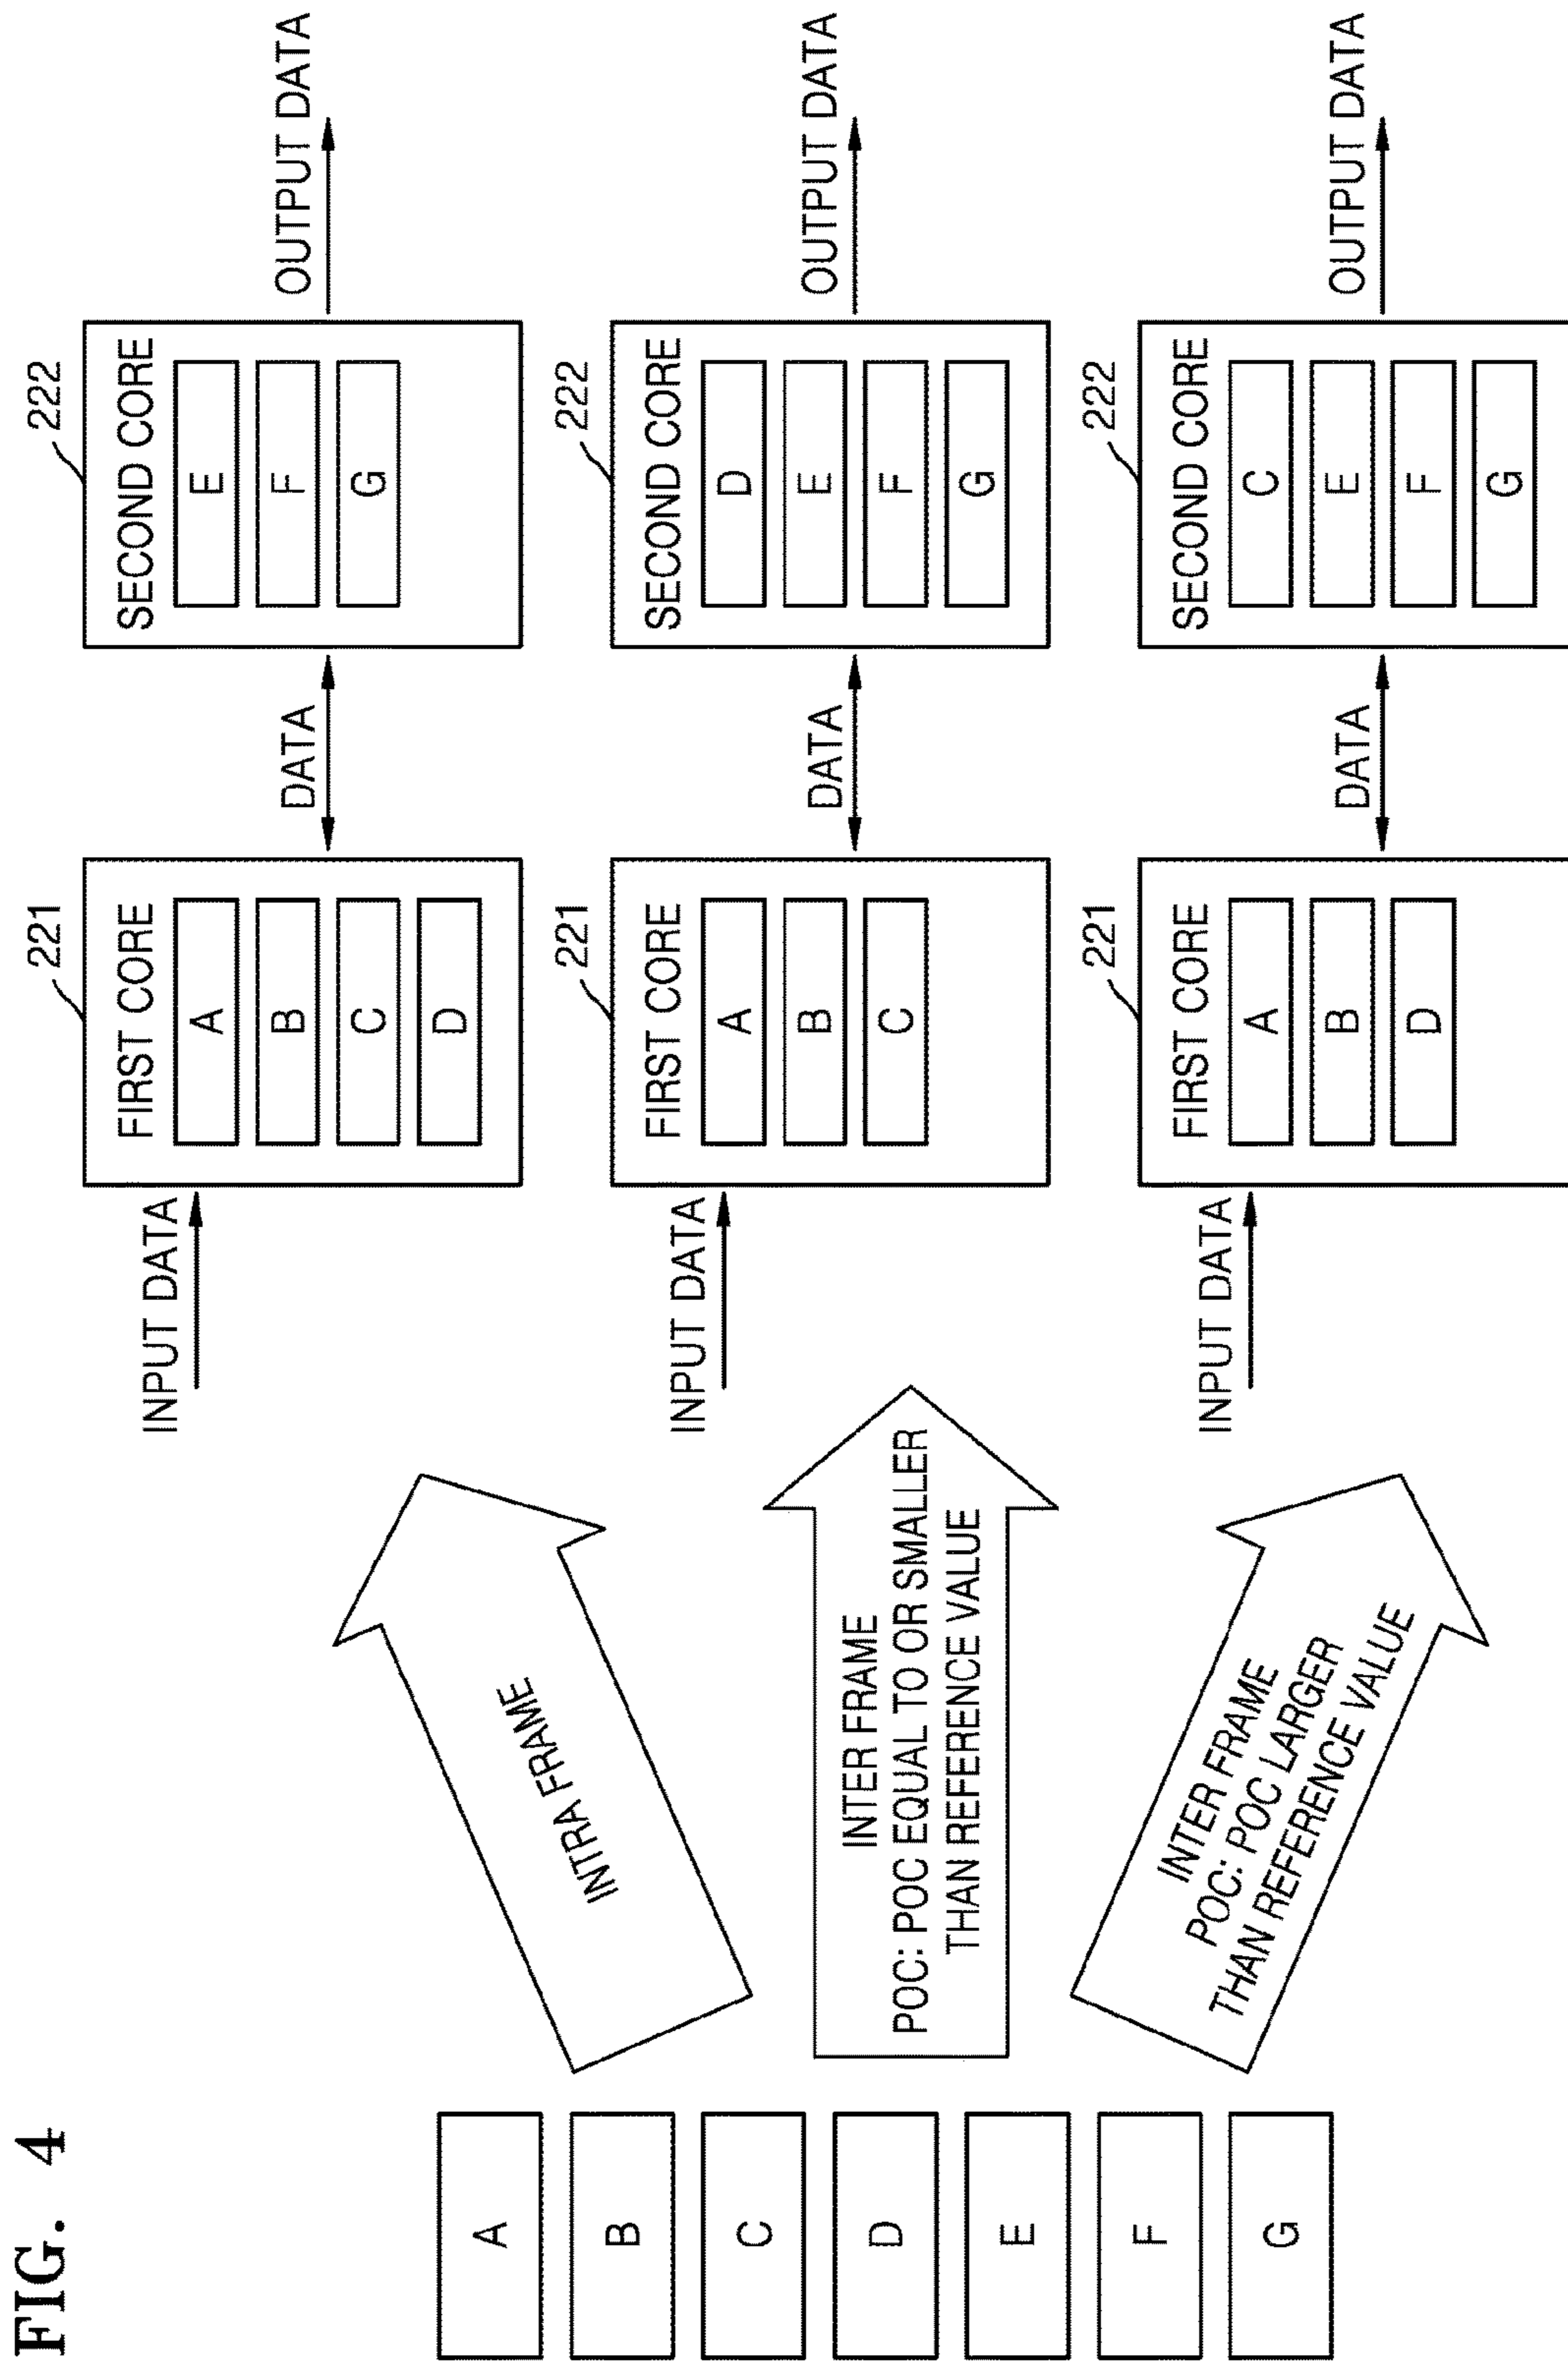 FIG. 4
A
B
C
D
E
F
G
INTRA FRAME
INTER FRAME
POC: POC EQUAL TO OR SMALLER
THAN REFERENCE VALUE
INTER FRAME
POC: POC LARGER
THAN REFERENCE VALUE
INPUT DATA
221
FIRST CORE
A
B
C
D
DATA
222
SECOND CORE
E
F
G
OUTPUT DATA
INPUT DATA
221
FIRST CORE
A
B
C
DATA
222
SECOND CORE
D
E
F
G
OUTPUT DATA
INPUT DATA
221
FIRST CORE
A
B
D
DATA
222
SECOND CORE
C
E
F
G
OUTPUT DATA